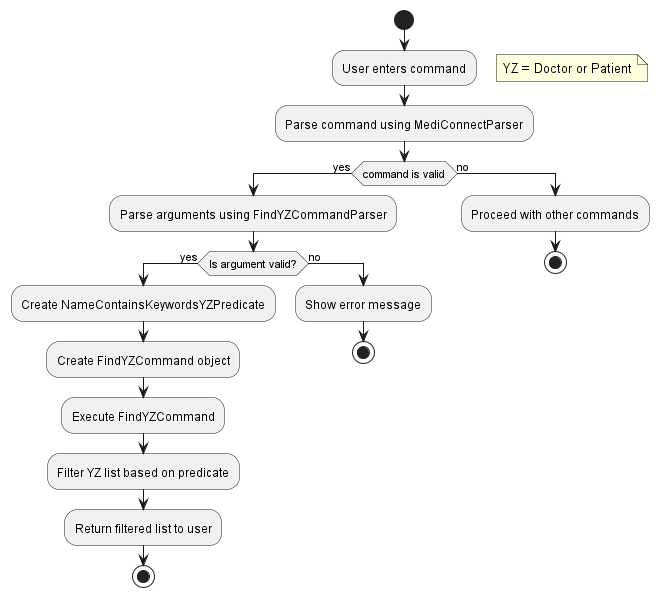 User enters command
YZ = Doctor or Patient
Parse command using MediConnectParser
yes
command is valid
no
Parse arguments using FindYZCommandParser
Proceed with other commands
yes
Is argument valid?
no
Create NameContainsKeywordsYZPredicate
Show error message
Create FindYZCommand object
Execute FindYZCommand
Filter YZ list based on predicate
Return filtered list to user